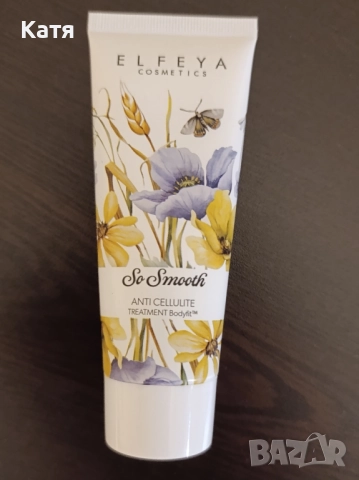 Катя
ELFEYA
COSMETICS
So Smooth
ANTI CELLULITE
TREATMENT Bodyfit™
BAZAR